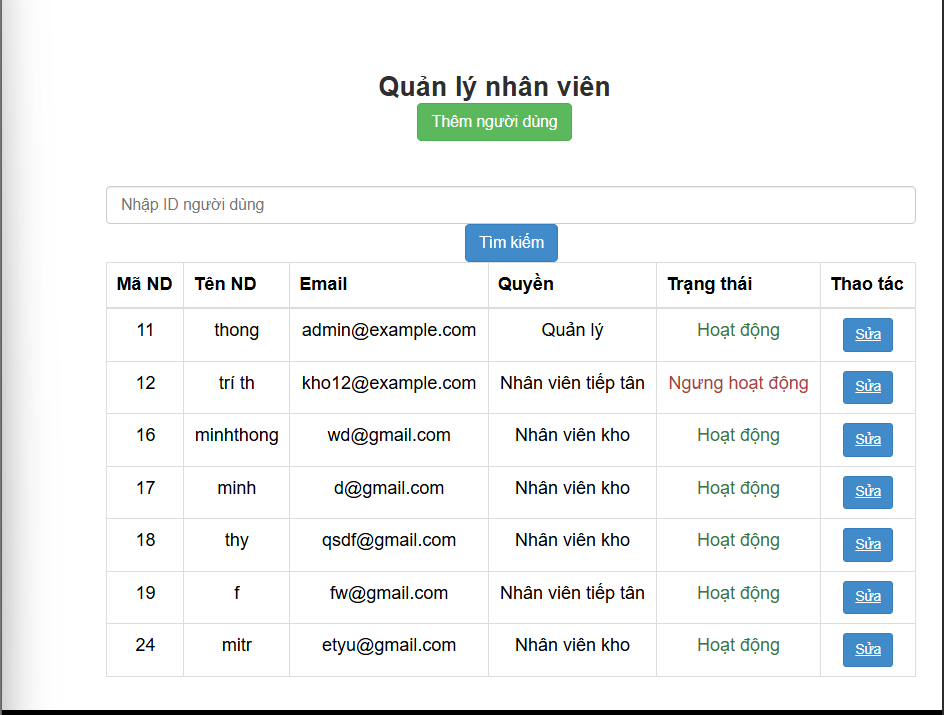 Quản lý nhân viên
Thêm người dùng
Nhập ID người dùng
Tìm kiếm
Mã ND Tên ND Email Quyền Trạng thái Thao tác
11 thong admin@example.com Quản lý Hoạt động Sửa
12 trí th kho12@example.com Nhân viên tiếp tân Ngưng hoạt động Sửa
16 minhthong wd@gmail.com Nhân viên kho Hoạt động Sửa
17 minh d@gmail.com Nhân viên kho Hoạt động Sửa
18 thy qsdf@gmail.com Nhân viên kho Hoạt động Sửa
19 f fw@gmail.com Nhân viên tiếp tân Hoạt động Sửa
24 mitr etyu@gmail.com Nhân viên kho Hoạt động Sửa